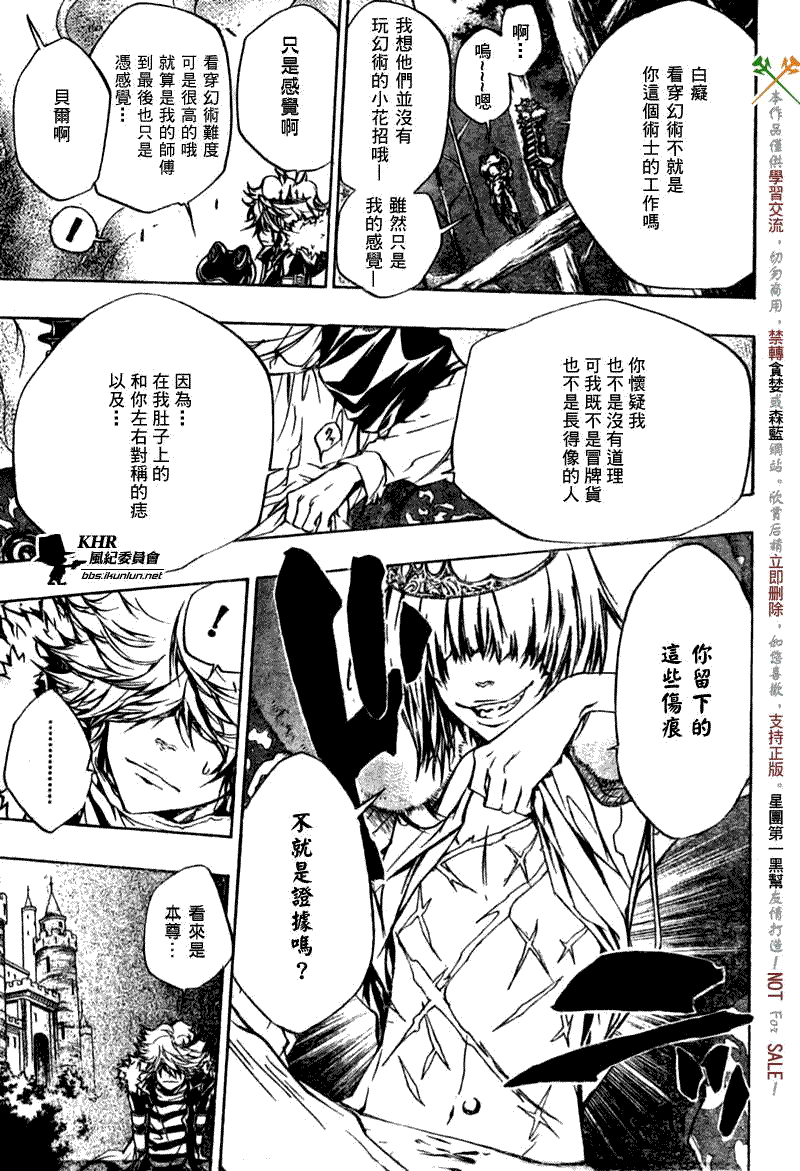 白癡
看穿幻術不就是
你這個術士的工作嗎
啊…
嗚~~~嗯
我想他們並沒有
玩幻術的小花招哦—
雖然只是
我的感覺—
只是感覺啊
看穿幻術難度
可是很高的哦
就算是我的師傅
到最後也只是
憑感覺…
貝爾啊
！
你懷疑我
也不是沒有道理
可我既不是冒牌貨
也不是長得像的人
因為…
在我肚子上的
和你左右對稱的痣
以及…
你留下的
這些傷痕
不就是證據嗎？
！
…………
看來是
本尊…
KHR
風紀委員會
bbs.ikunlun.net
本作品僅供學習交流，切勿商用，禁轉貪婪或森藍網站。欣賞后請立即刪除，如您喜歡，支持正版。星團第一黑幫友情打造！NOT For SALE！